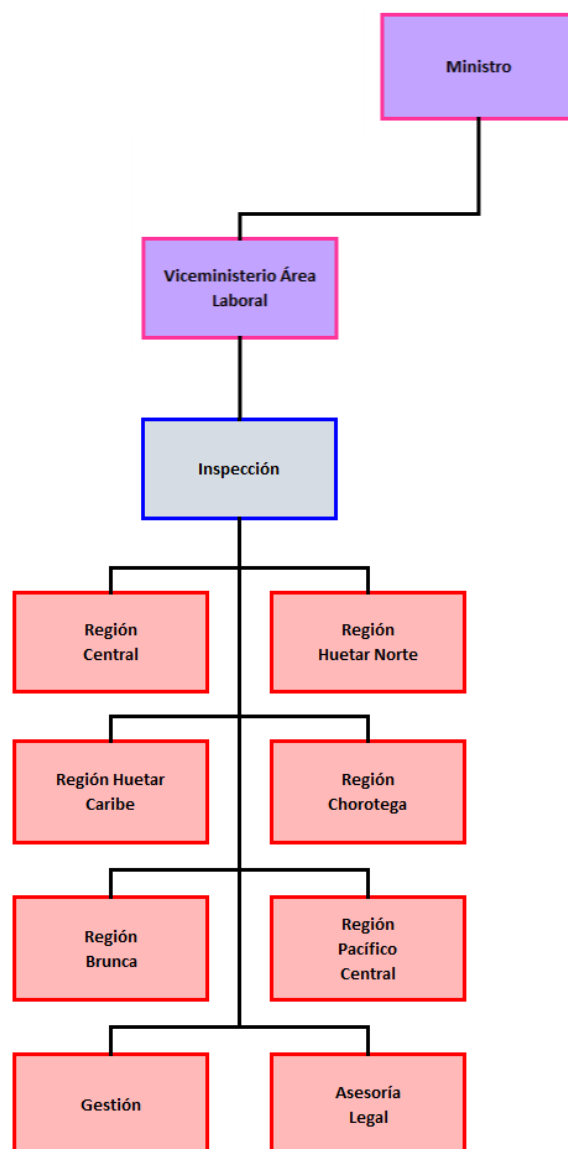 Ministro
Viceministerio Área
Laboral
Inspección
Región
Central
Región
Huetar Norte
Región Huetar
Caribe
Región
Chorotega
Región
Brunca
Región
Pacífico
Central
Gestión
Asesoría
Legal